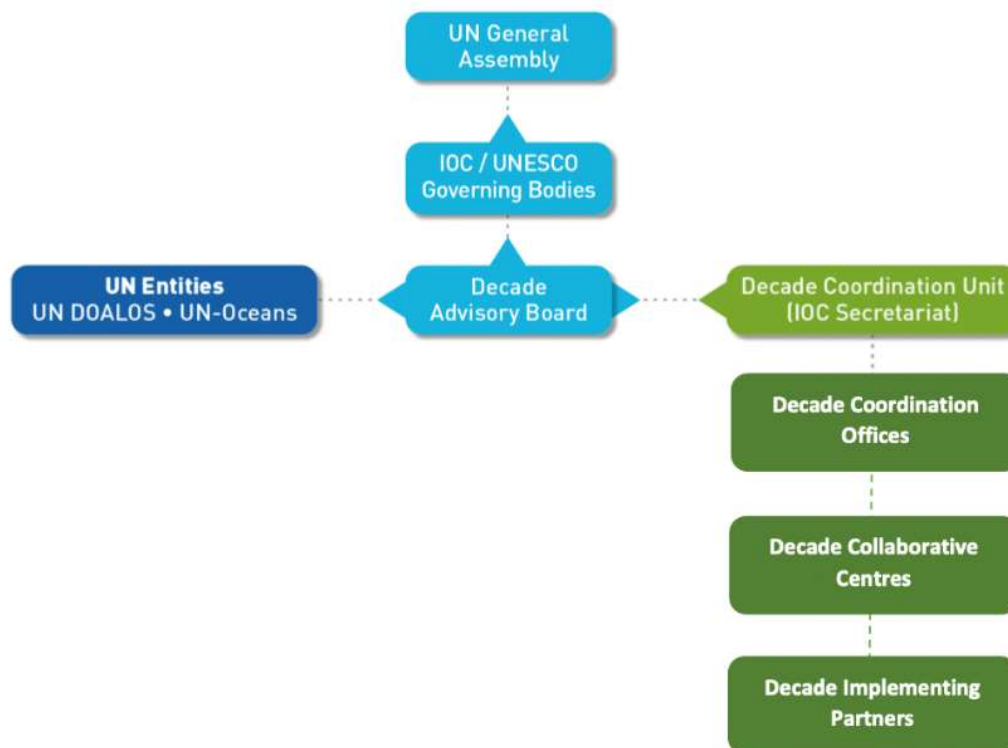 UN General
Assembly
IOC / UNESCO
Governing Bodies
UN Entities
UN DOALOS • UN-Oceans
Decade
Advisory Board
Decade Coordination Unit
(IOC Secretariat)
Decade Coordination
Offices
Decade Collaborative
Centres
Decade Implementing
Partners